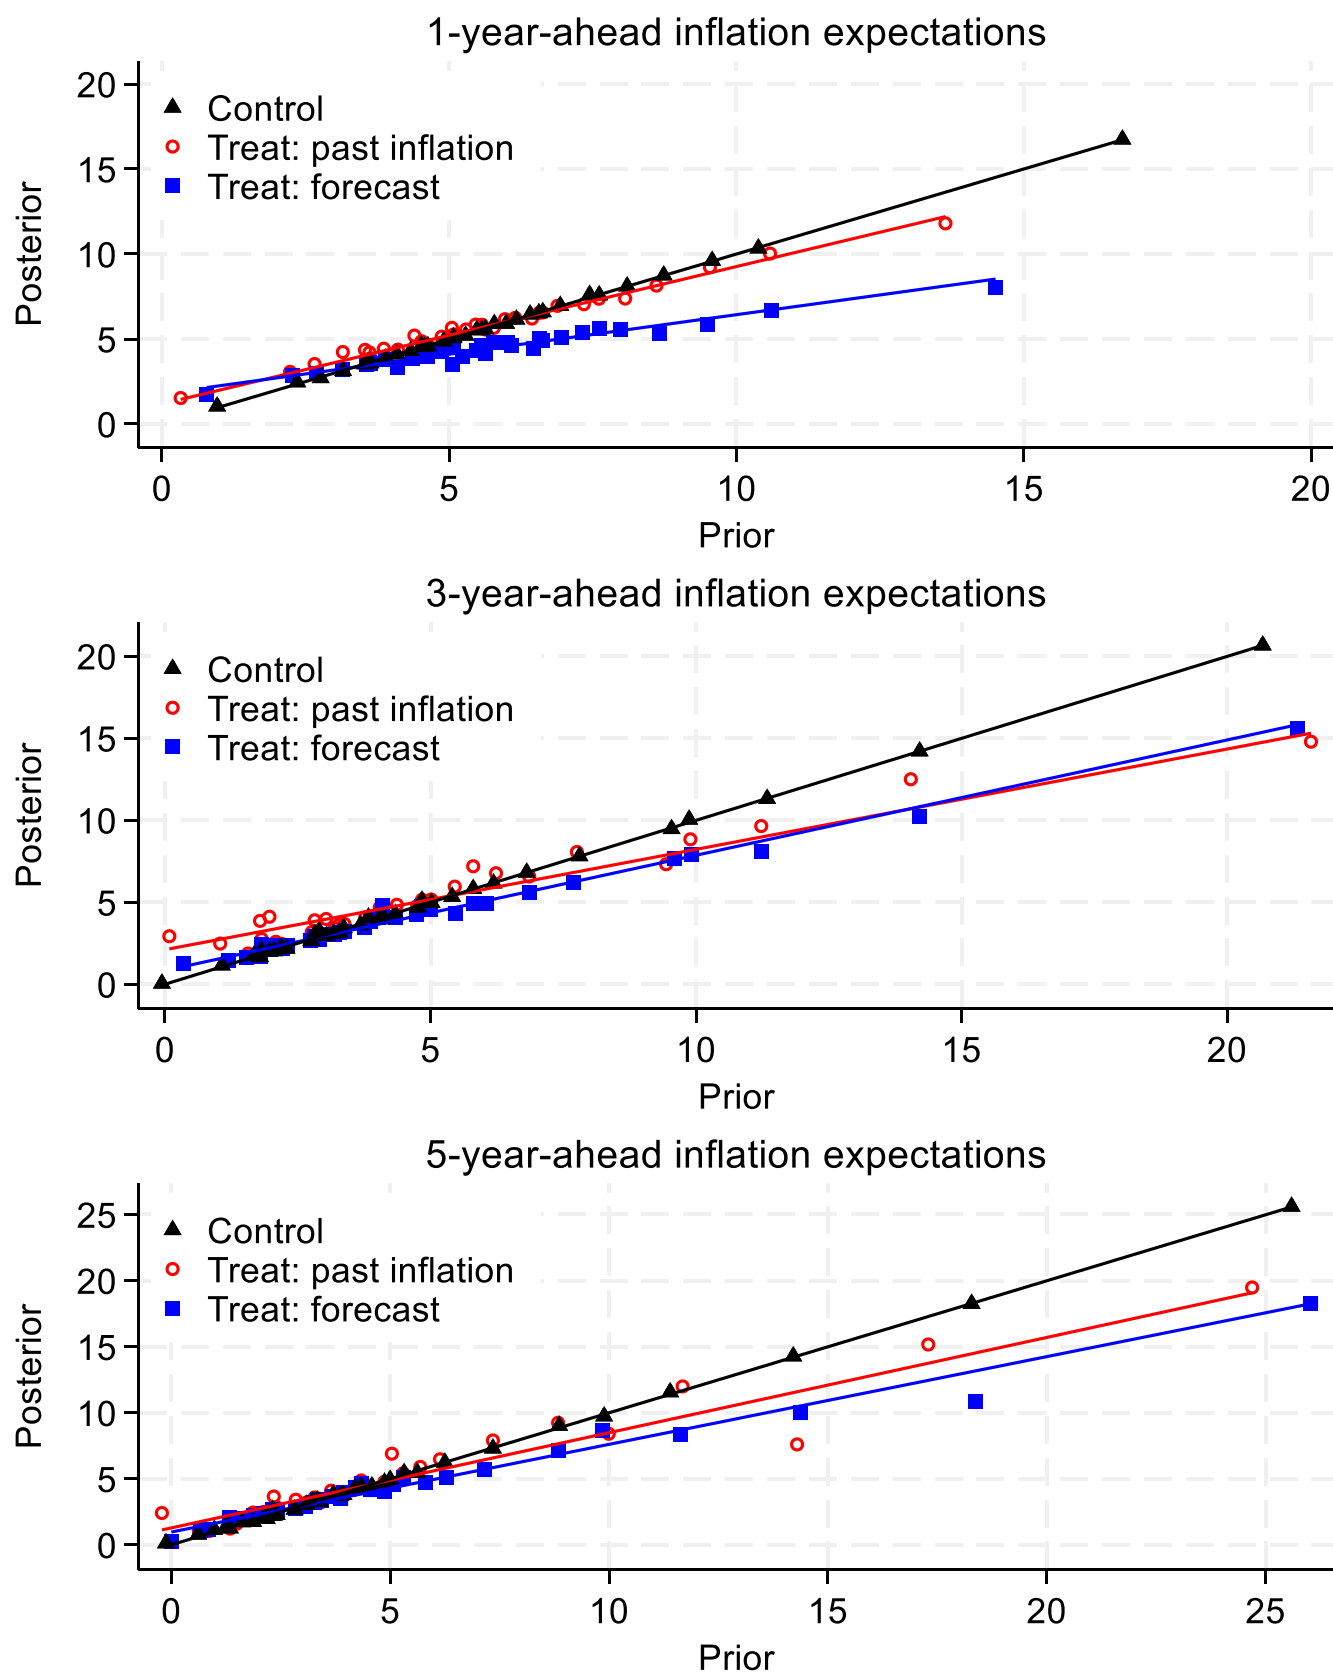 1-year-ahead inflation expectations
20
15
10
5
0
Posterior
Control
Treat: past inflation
Treat: forecast
0 5 10 15 20
Prior
3-year-ahead inflation expectations
20
15
10
5
0
Posterior
Control
Treat: past inflation
Treat: forecast
0 5 10 15 20
Prior
5-year-ahead inflation expectations
25
20
15
10
5
0
Posterior
Control
Treat: past inflation
Treat: forecast
0 5 10 15 20 25
Prior